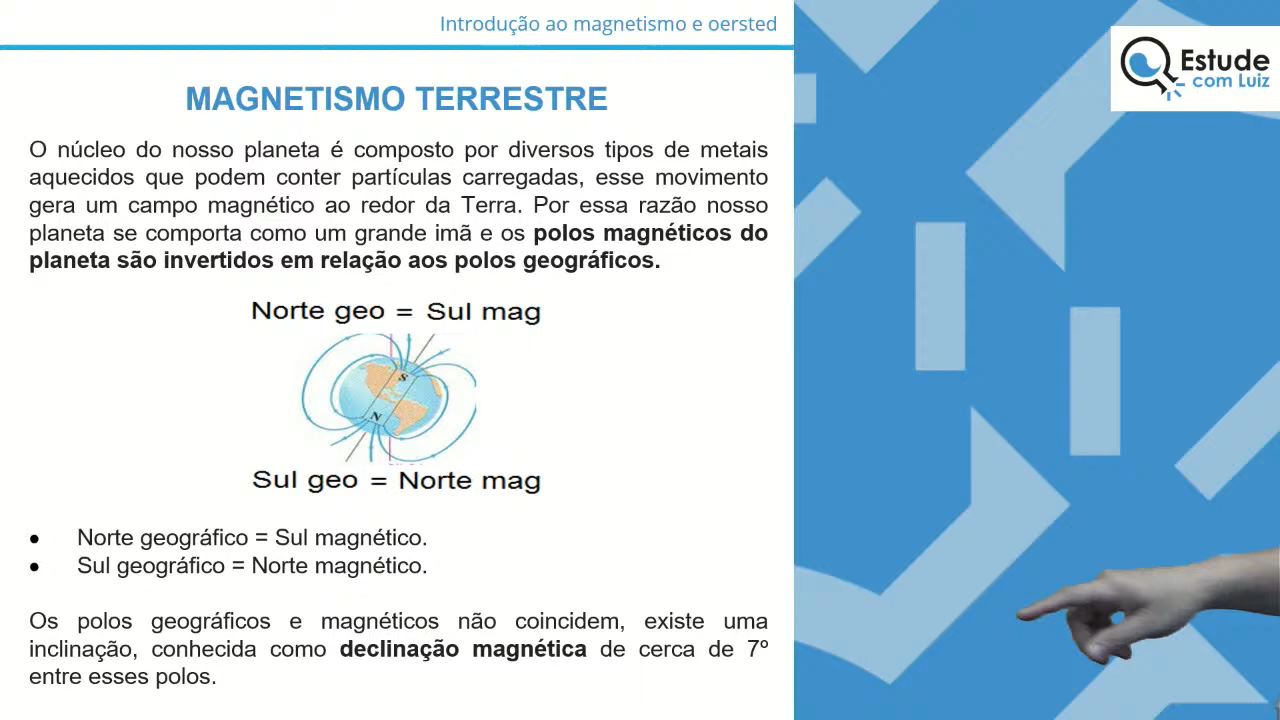 Introdução ao magnetismo e oersted
Estude
com Luiz
MAGNETISMO TERRESTRE
O núcleo do nosso planeta é composto por diversos tipos de metais
aquecidos que podem conter partículas carregadas, esse movimento
gera um campo magnético ao redor da Terra. Por essa razão nosso
planeta se comporta como um grande imã e os polos magnéticos do
planeta são invertidos em relação aos polos geográficos.
Norte geo = Sul mag
S
N
Sul geo = Norte mag
• Norte geográfico = Sul magnético.
• Sul geográfico = Norte magnético.
Os polos geográficos e magnéticos não coincidem, existe uma
inclinação, conhecida como declinação magnética de cerca de 7º
entre esses polos.